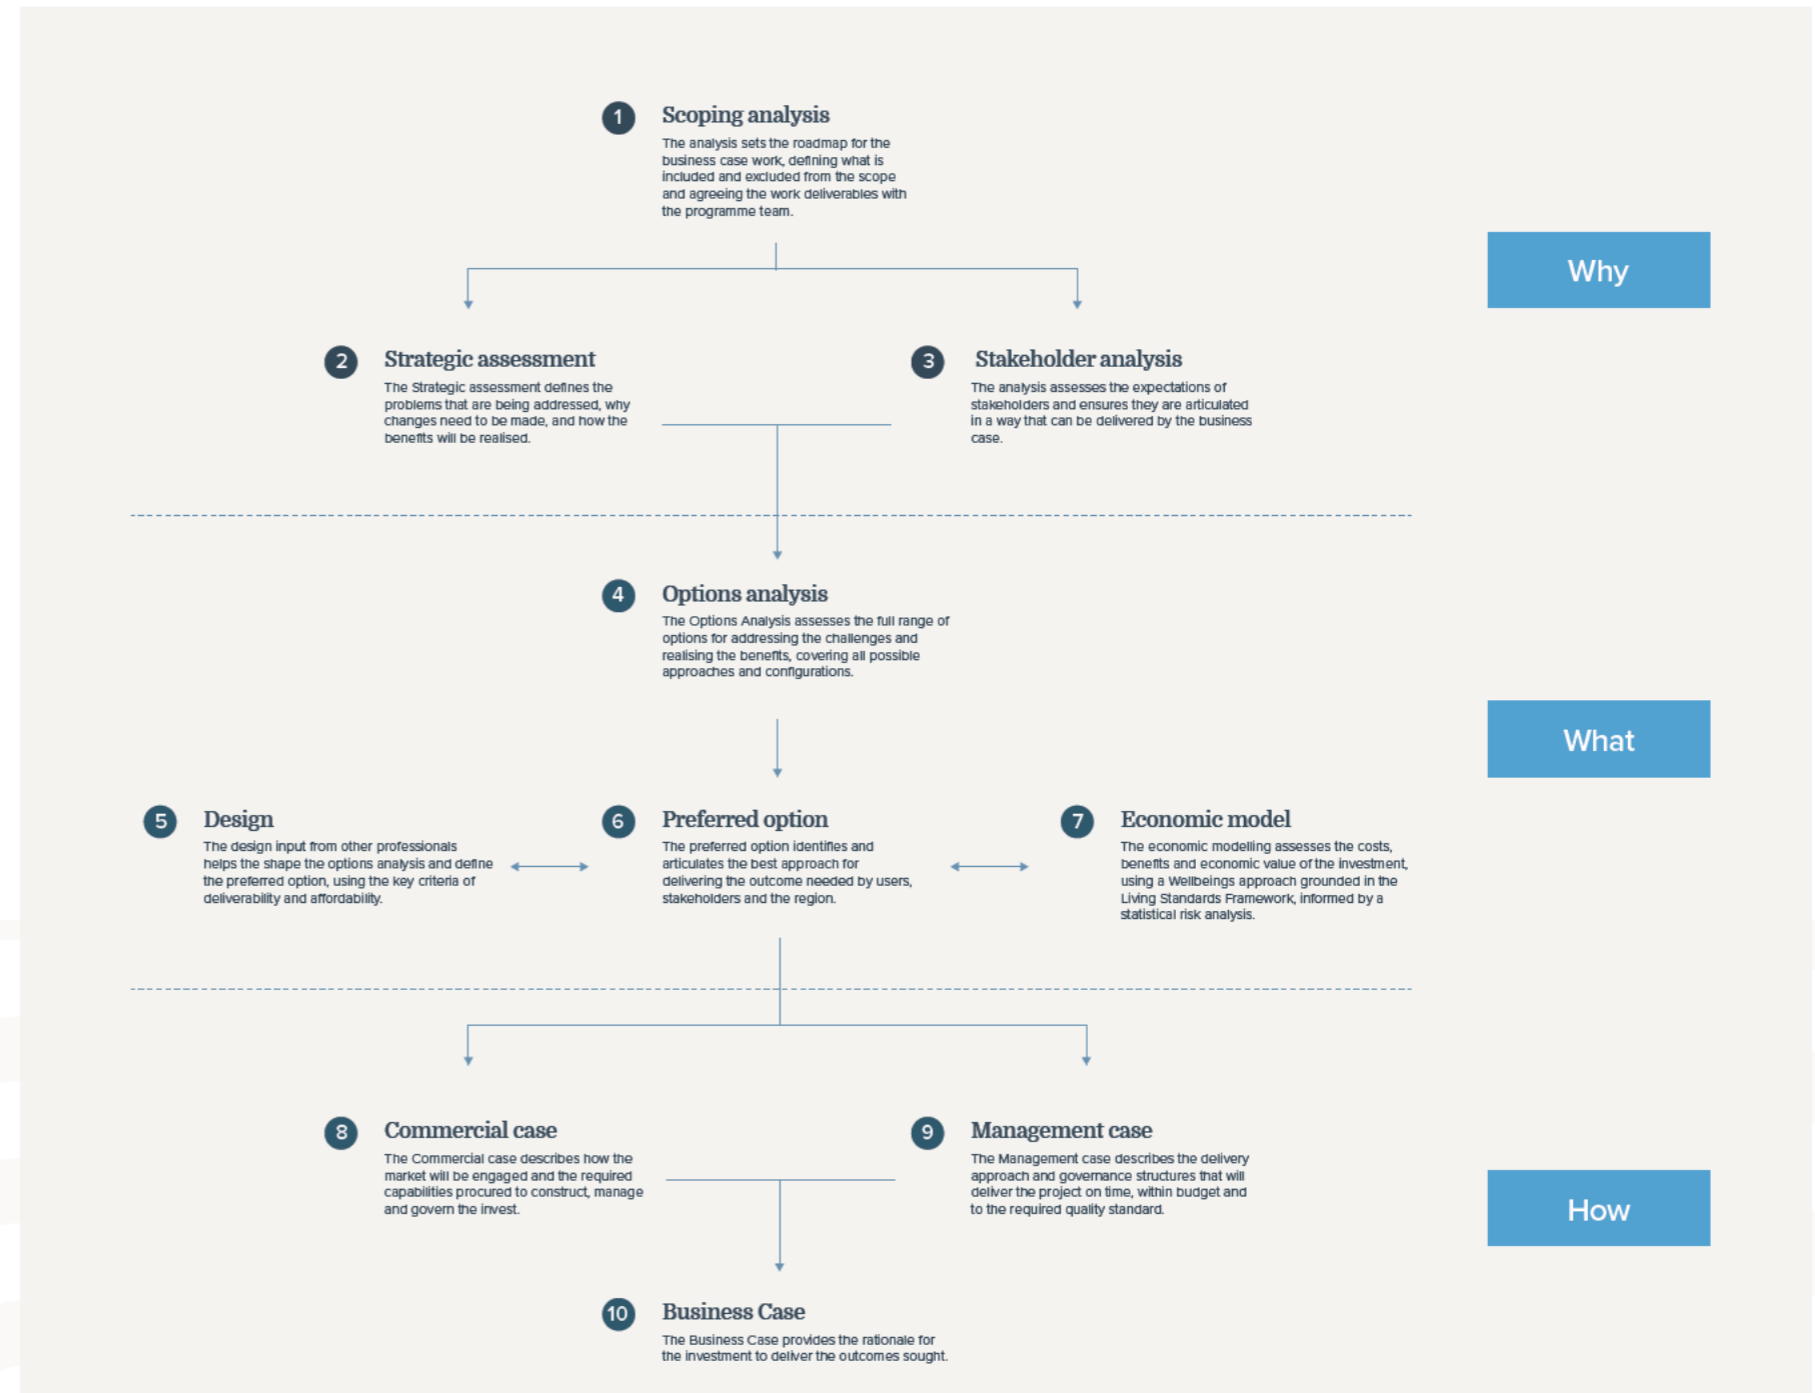 1
Scoping analysis
The analysis sets the roadmap for the
business case work, defining what is
included and excluded from the scope
and agreeing the work deliverables with
the programme team.
Why
2
Strategic assessment
The Strategic assessment defines the
problems that are being addressed, why
changes need to be made, and how the
benefits will be realised.
3
Stakeholder analysis
The analysis assesses the expectations of
stakeholders and ensures they are articulated
in a way that can be delivered by the business
case.
4
Options analysis
The Options Analysis assesses the full range of
options for addressing the challenges and
realising the benefits, covering all possible
approaches and configurations.
What
5
Design
The design input from other professionals
helps the shape the options analysis and define
the preferred option, using the key criteria of
deliverability and affordability.
6
Preferred option
The preferred option identifies and
articulates the best approach for
delivering the outcome needed by users,
stakeholders and the region.
7
Economic model
The economic modelling assesses the costs,
benefits and economic value of the investment,
using a Wellbeings approach grounded in the
Living Standards Framework, informed by a
statistical risk analysis.
8
Commercial case
The Commercial case describes how the
market will be engaged and the required
capabilities procured to construct, manage
and govern the invest.
9
Management case
The Management case describes the delivery
approach and governance structures that will
deliver the project on time, within budget and
to the required quality standard.
How
10
Business Case
The Business Case provides the rationale for
the investment to deliver the outcomes sought.